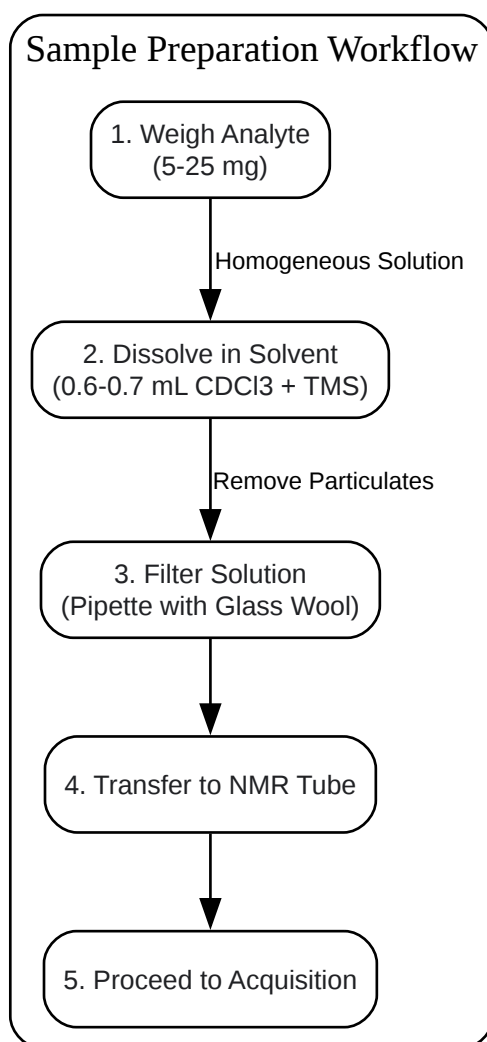 Sample Preparation Workflow
1. Weigh Analyte
(5-25 mg)
Homogeneous Solution
2. Dissolve in Solvent
(0.6-0.7 mL CDCl3 + TMS)
Remove Particulates
3. Filter Solution
(Pipette with Glass Wool)
4. Transfer to NMR Tube
5. Proceed to Acquisition